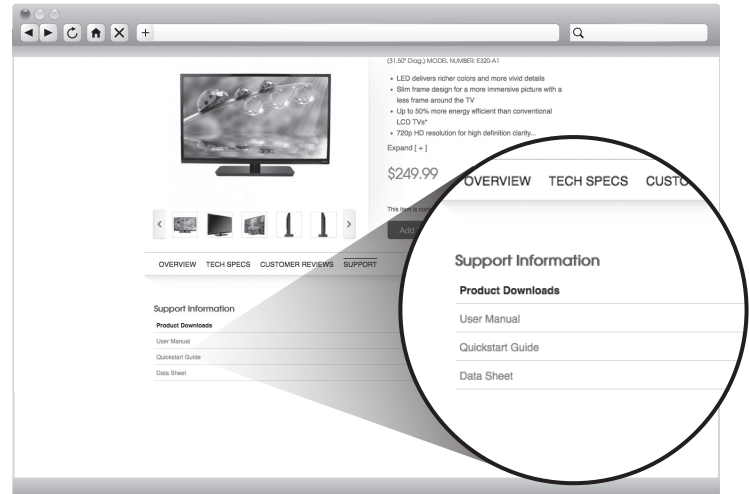 (31.50" Diag.) MODEL NUMBER: E320-A1
• LED delivers richer colors and more vivid details
• Slim frame design for a more immersive picture with a
less frame around the TV
• Up to 50% more energy efficient than conventional
LCD TVs*
• 720p HD resolution for high definition clarity...
Expand [ + ]
$249.99
This item is
Add
OVERVIEW TECH SPECS CUSTOMER REVIEWS SUPPORT
Support Information
Product Downloads
User Manual
Quickstart Guide
Data Sheet
OVERVIEW TECH SPECS CUSTO
Support Information
Product Downloads
User Manual
Quickstart Guide
Data Sheet